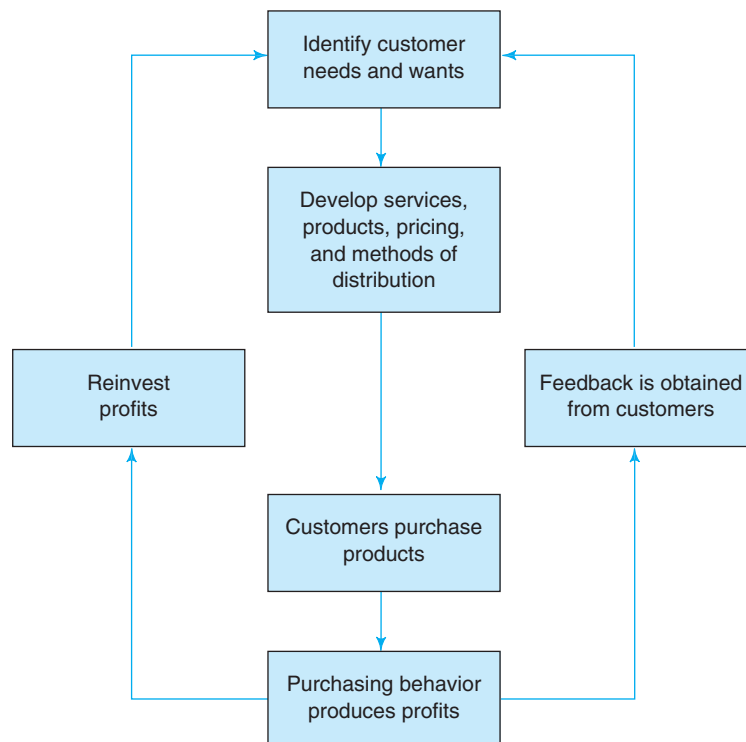 Identify customer
needs and wants
Develop services,
products, pricing,
and methods of
distribution
Reinvest
profits
Feedback is obtained
from customers
Customers purchase
products
Purchasing behavior
produces profits